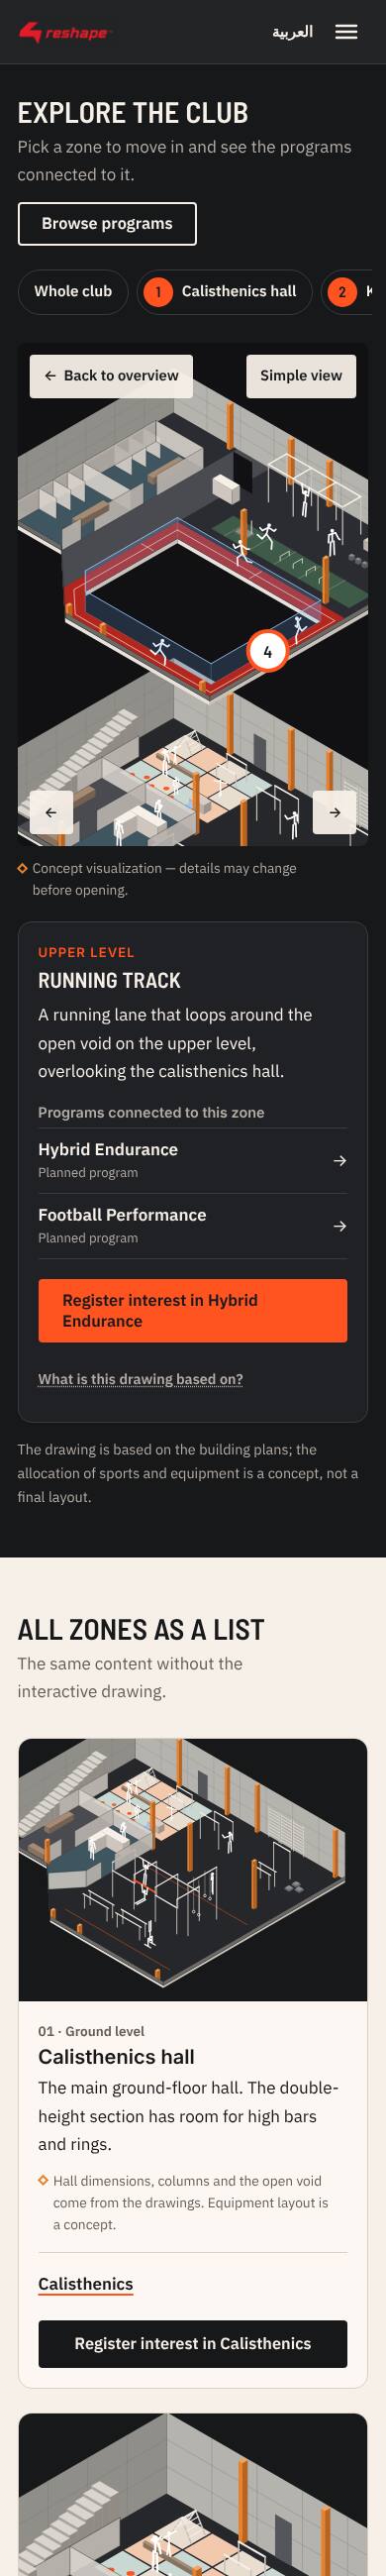 reshape
العربية
EXPLORE THE CLUB
Pick a zone to move in and see the programs
connected to it.
Browse programs
Whole club
1 Calisthenics hall
2
← Back to overview
Simple view
4
←
→
Concept visualization — details may change
before opening.
UPPER LEVEL
RUNNING TRACK
A running lane that loops around the
open void on the upper level,
overlooking the calisthenics hall.
Programs connected to this zone
Hybrid Endurance
Planned program
→
Football Performance
Planned program
→
Register interest in Hybrid
Endurance
What is this drawing based on?
The drawing is based on the building plans; the
allocation of sports and equipment is a concept, not a
final layout.
ALL ZONES AS A LIST
The same content without the
interactive drawing.
01 · Ground level
Calisthenics hall
The main ground-floor hall. The double-
height section has room for high bars
and rings.
Hall dimensions, columns and the open void
come from the drawings. Equipment layout is
a concept.
Calisthenics
Register interest in Calisthenics